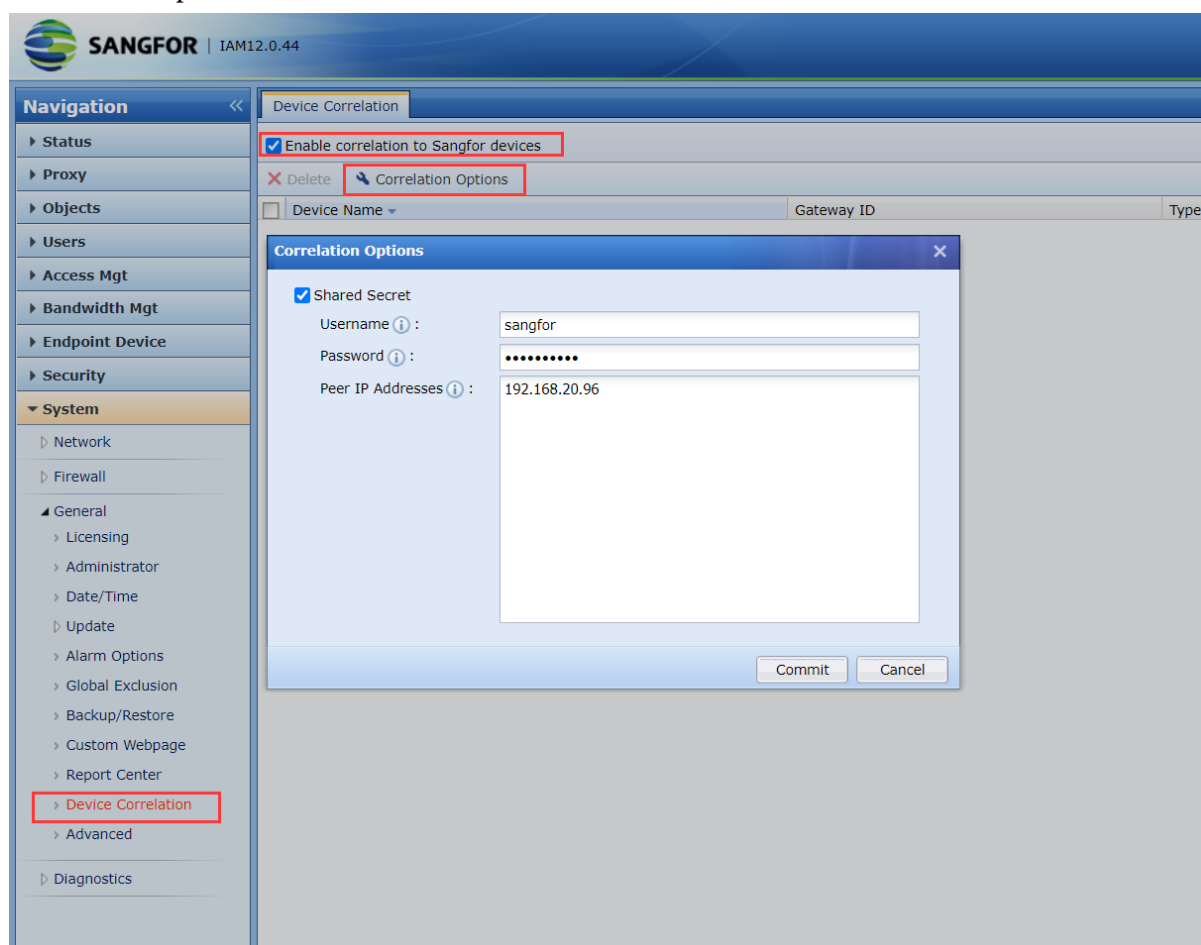 SANGFOR | IAM12.0.44
Navigation
Status
Proxy
Objects
Users
Access Mgt
Bandwidth Mgt
Endpoint Device
Security
System
Network
Firewall
General
Licensing
Administrator
Date/Time
Update
Alarm Options
Global Exclusion
Backup/Restore
Custom Webpage
Report Center
Device Correlation
Advanced
Diagnostics
Device Correlation
Enable correlation to Sangfor devices
Delete Correlation Options
Device Name Gateway ID Type
Correlation Options
Shared Secret
Username : sangfor
Password : ••••••••••
Peer IP Addresses : 192.168.20.96
Commit Cancel